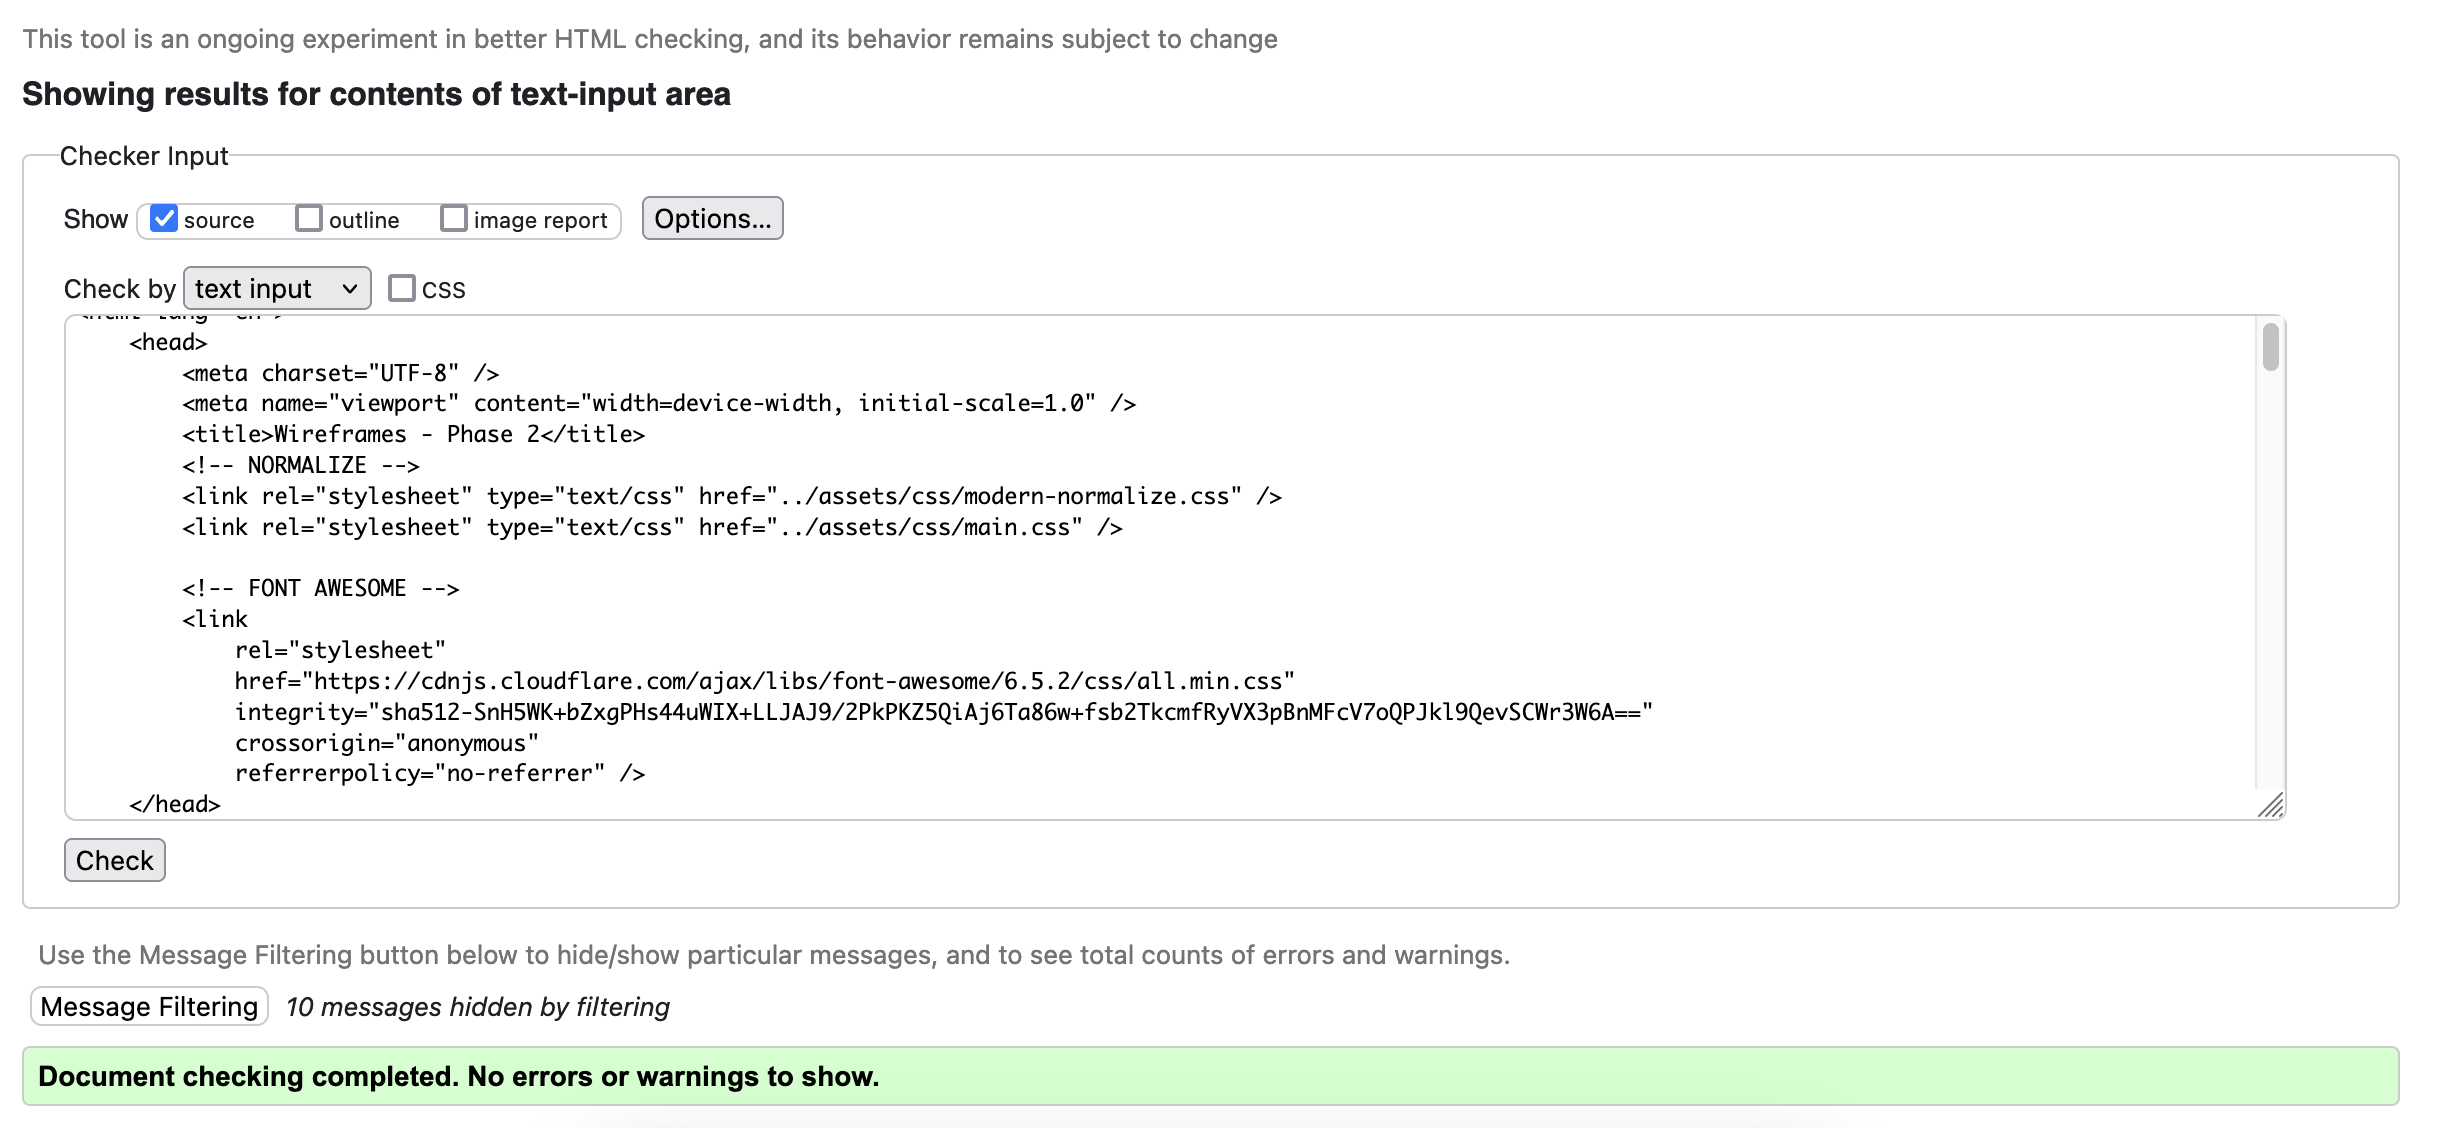 This tool is an ongoing experiment in better HTML checking, and its behavior remains subject to change
Showing results for contents of text-input area
Checker Input
Show source outline image report Options...
Check by text input css
<html lang="en">
<head>
<meta charset="UTF-8" />
<meta name="viewport" content="width=device-width, initial-scale=1.0" />
<title>Wireframes - Phase 2</title>
<!-- NORMALIZE -->
<link rel="stylesheet" type="text/css" href="../assets/css/modern-normalize.css" />
<link rel="stylesheet" type="text/css" href="../assets/css/main.css" />
<!-- FONT AWESOME -->
<link
rel="stylesheet"
href="https://cdnjs.cloudflare.com/ajax/libs/font-awesome/6.5.2/css/all.min.css"
integrity="sha512-SnH5WK+bZxgPHs44uWIX+LLJAJ9/2PkPKZ5QiAj6Ta86w+fsb2TkcmfRyVX3pBnMFcV7oQPJkl9QevSCWr3W6A=="
crossorigin="anonymous"
referrerpolicy="no-referrer" />
</head>
Check
Use the Message Filtering button below to hide/show particular messages, and to see total counts of errors and warnings.
Message Filtering 10 messages hidden by filtering
Document checking completed. No errors or warnings to show.